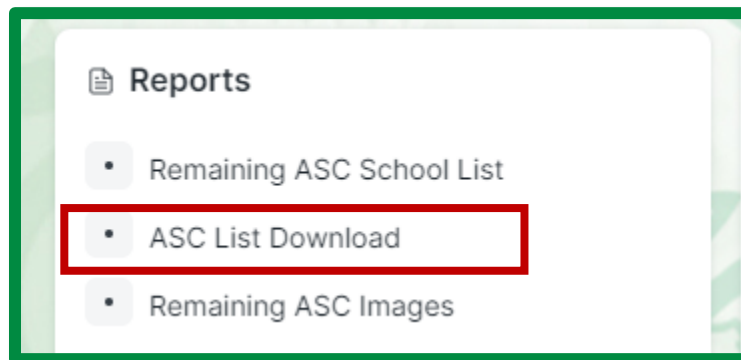 Reports
Remaining ASC School List
ASC List Download
Remaining ASC Images